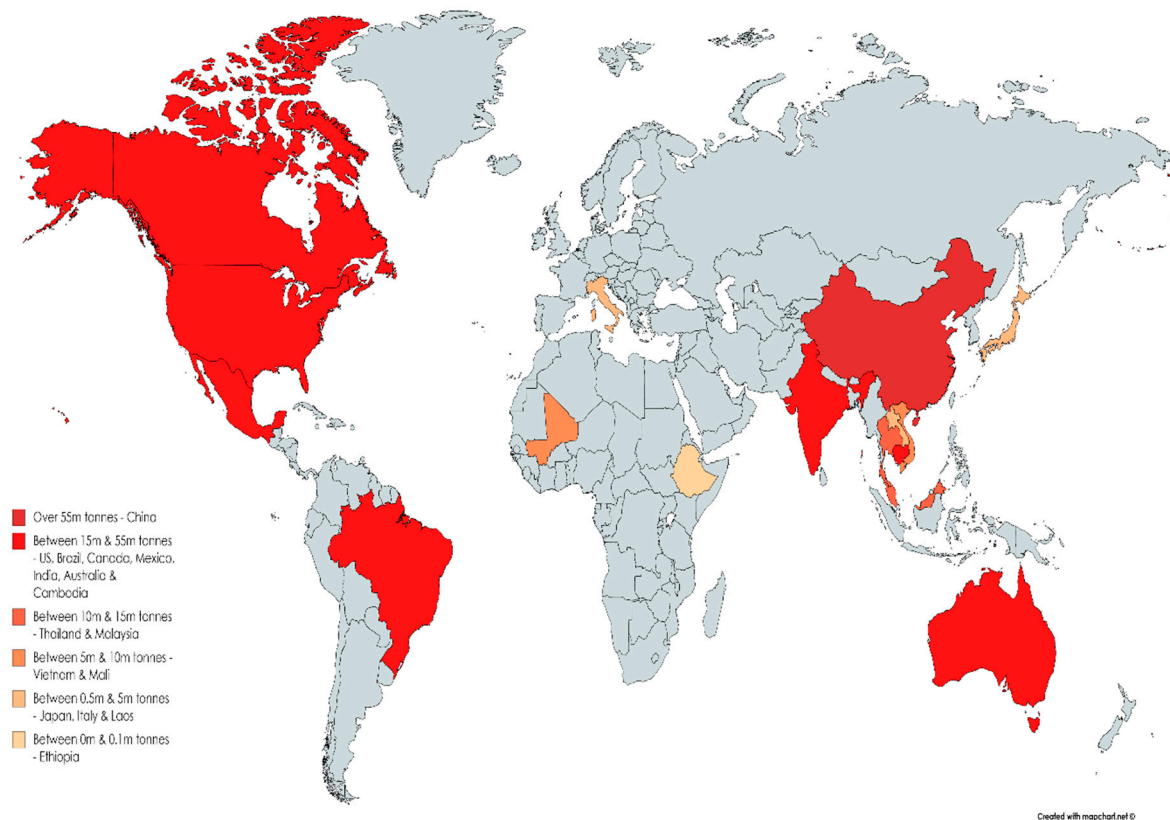 Over 55m tonnes - China
Between 15m & 55m tonnes
- US, Brazil, Canada, Mexico,
India, Australia &
Cambodia
Between 10m & 15m tonnes
- Thailand & Malaysia
Between 5m & 10m tonnes -
Vietnam & Mali
Between 0.5m & 5m tonnes
- Japan, Italy & Laos
Between 0m & 0.1m tonnes
- Ethiopia
Created with mapchart.net ©